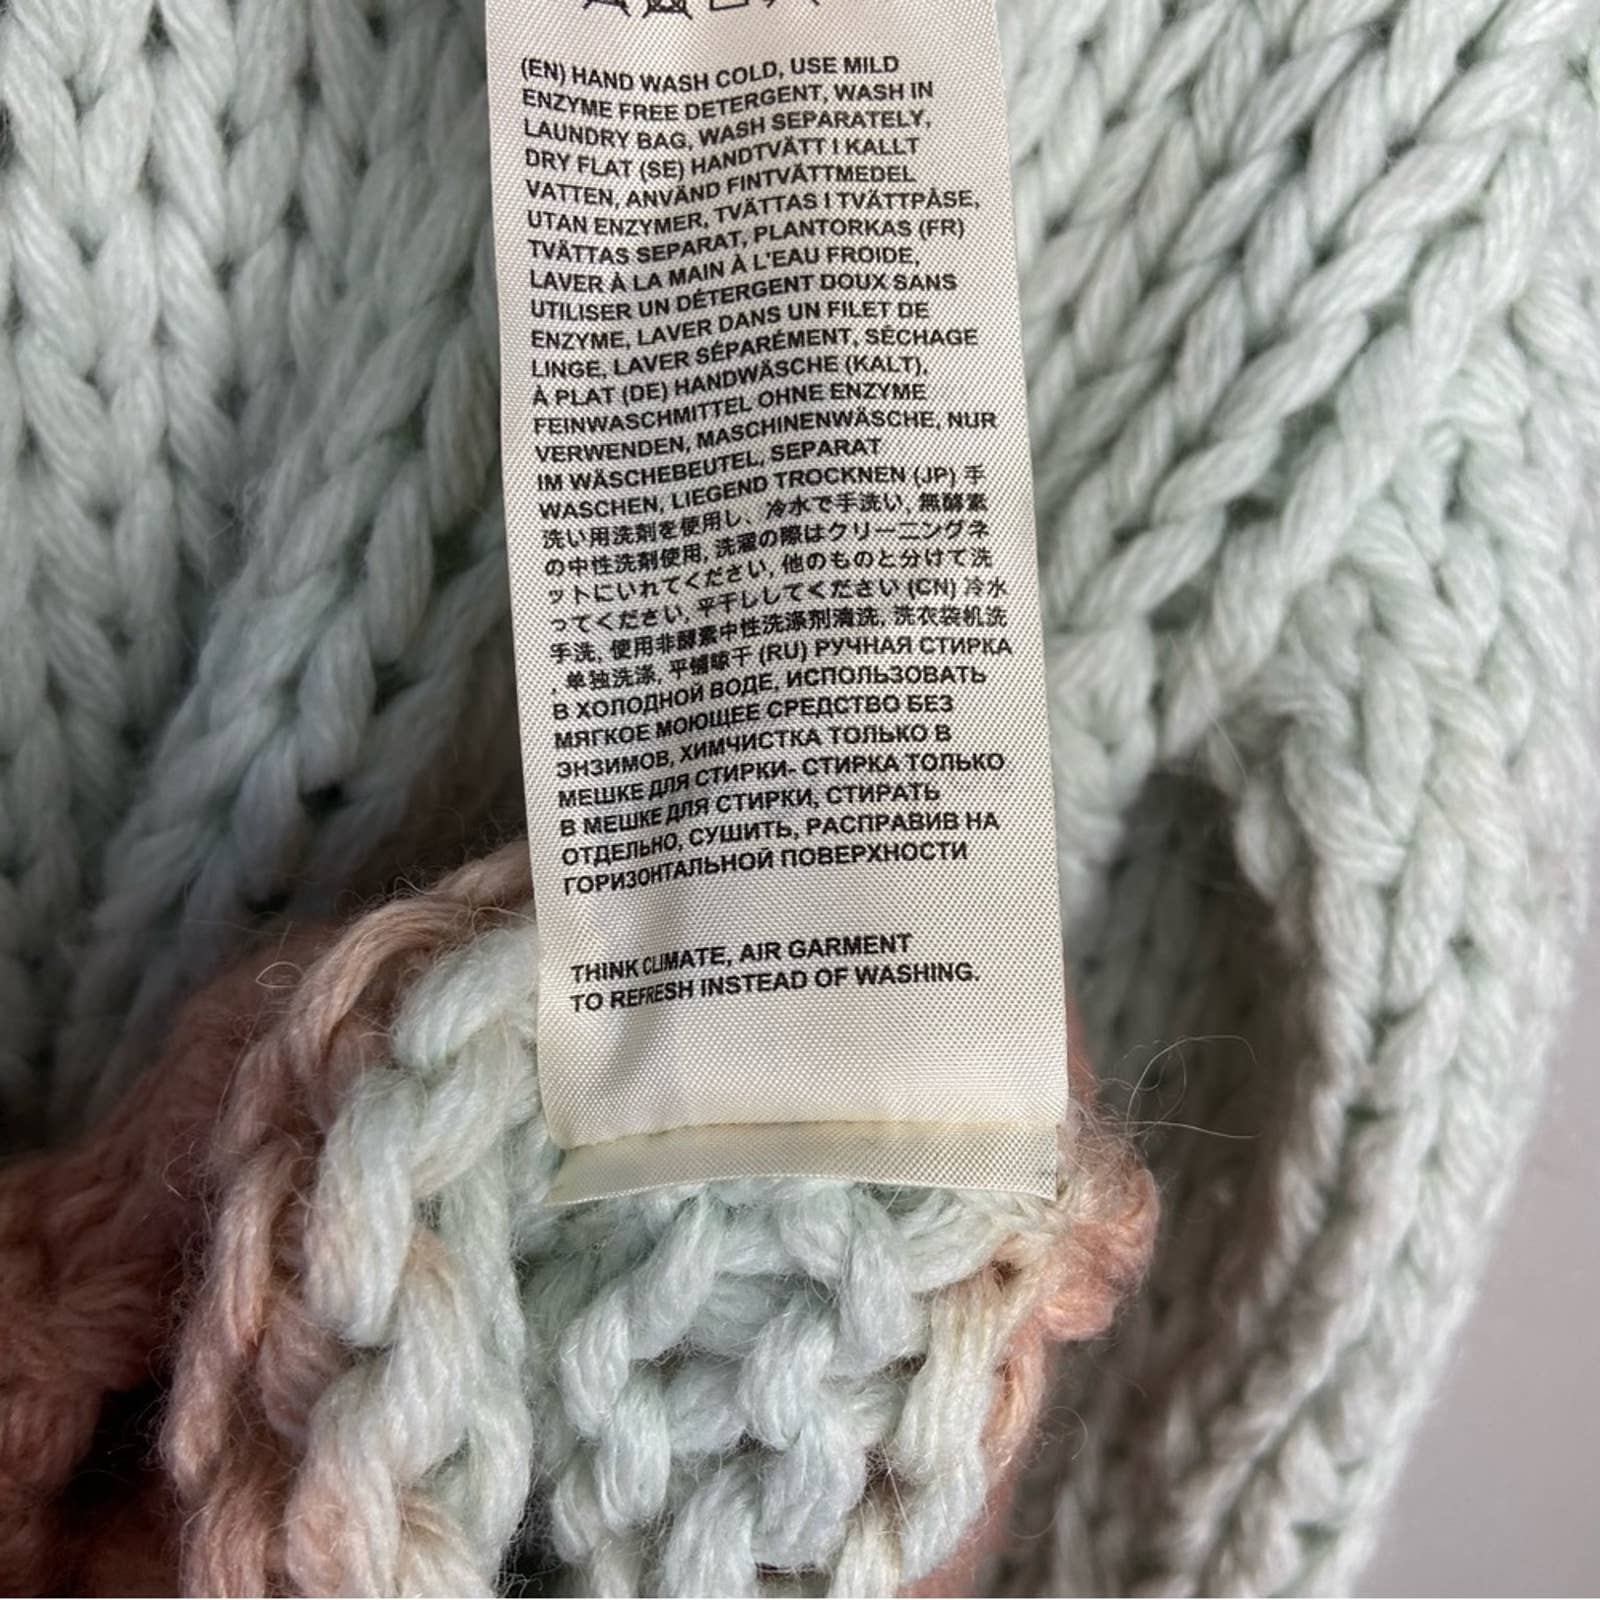 (EN) HAND WASH COLD, USE MILD
ENZYME FREE DETERGENT, WASH IN
LAUNDRY BAG, WASH SEPARATELY,
DRY FLAT (SE) HANDTVÄTT I KALLT
VATTEN, ANVÄND FINTVÄTTMEDEL
UTAN ENZYMER, TVÄTTAS I TVÄTTPÅSE,
TVÄTTAS SEPARAT, PLANTORKAS (FR)
LAVER À LA MAIN À L'EAU FROIDE,
UTILISER UN DÉTERGENT DOUX SANS
ENZYME, LAVER DANS UN FILET DE
LINGE, LAVER SÉPARÉMENT, SÉCHAGE
À PLAT (DE) HANDWÄSCHE (KALT),
FEINWASCHMITTEL OHNE ENZYME
VERWENDEN, MASCHINENWÄSCHE, NUR
IM WÄSCHEBEUTEL, SEPARAT
WASCHEN, LIEGEND TROCKNEN (JP) 手
洗い用洗剤を使用し、冷水で手洗い, 無酵素
の中性洗剤使用, 洗濯の際はクリーニングネ
ットにいれてください, 他のものと分けて洗
ってください, 平干ししてください (CN) 冷水
手洗, 使用非酵素中性洗涤剂清洗, 洗衣袋机洗
, 单独洗涤, 平铺晾干 (RU) РУЧНАЯ СТИРКА
В ХОЛОДНОЙ ВОДЕ, ИСПОЛЬЗОВАТЬ
МЯГКОЕ МОЮЩЕЕ СРЕДСТВО БЕЗ
ЭНЗИМОВ, ХИМЧИСТКА ТОЛЬКО В
МЕШКЕ ДЛЯ СТИРКИ- СТИРКА ТОЛЬКО
В МЕШКЕ ДЛЯ СТИРКИ, СТИРАТЬ
ОТДЕЛЬНО, СУШИТЬ, РАСПРАВИВ НА
ГОРИЗОНТАЛЬНОЙ ПОВЕРХНОСТИ
THINK CLIMATE, AIR GARMENT
TO REFRESH INSTEAD OF WASHING.